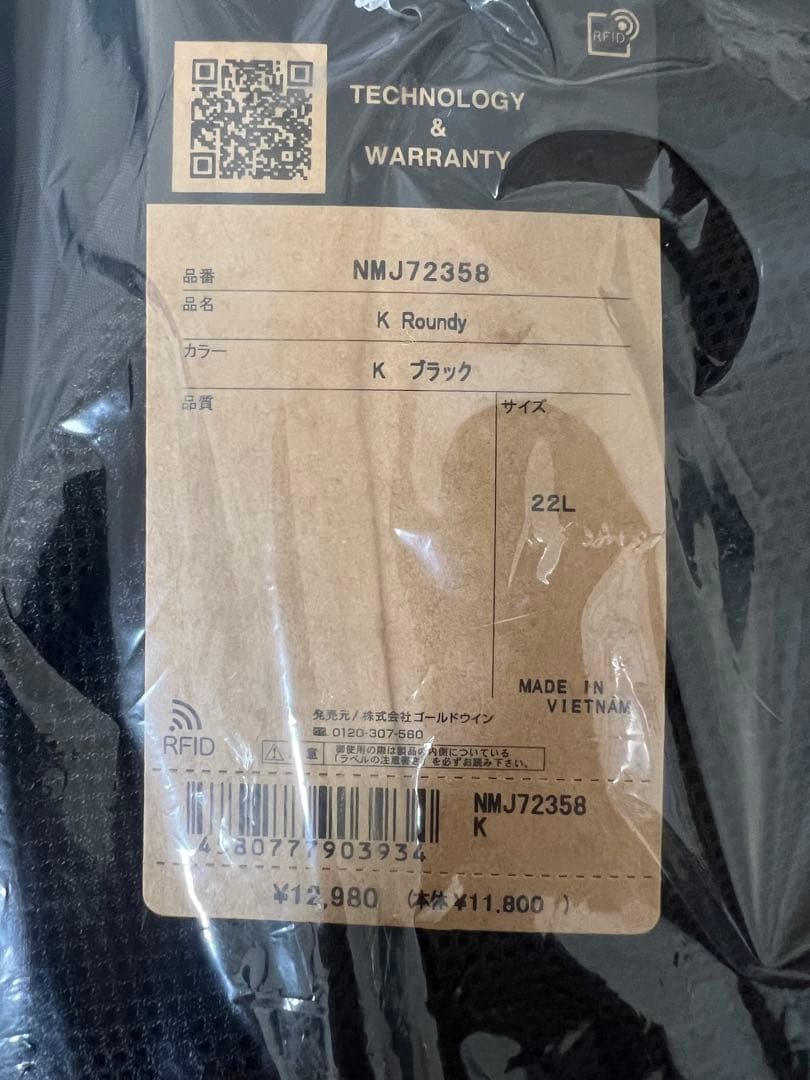 RFID
TECHNOLOGY
&
WARRANTY
品番 NMJ72358
品名
K Roundy
カラー
K ブラック
品質
サイズ
22L
MADE IN
VIETNAM
RFID
発売元/株式会社ゴールドウイン
0120-307-560
注意
御使用の際は製品の内側についている
「ラベルの注意書き」を必ずお読み下さい。
NMJ72358
K
¥12,980 (本体 ¥11,800 )